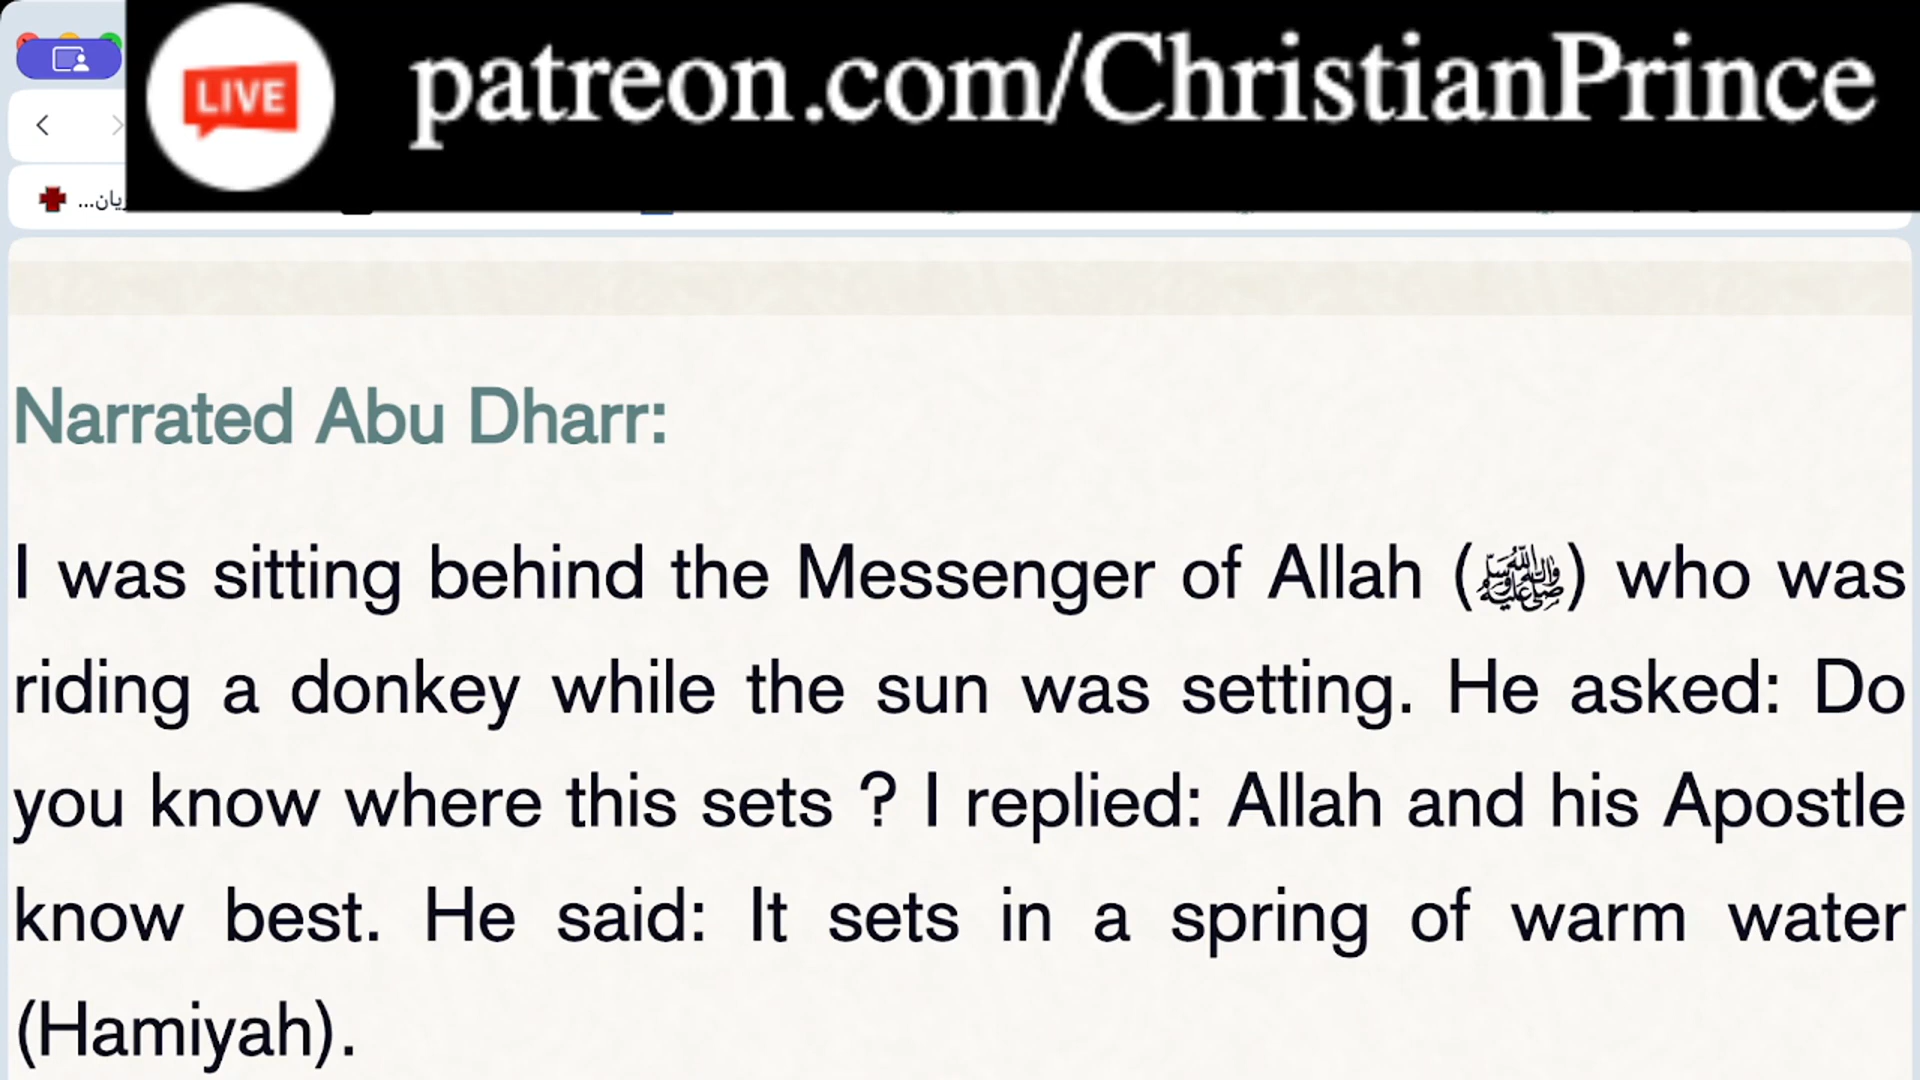 LIVE
patreon.com/ChristianPrince
Narrated Abu Dharr:
I was sitting behind the Messenger of Allah (ﷺ) who was
riding a donkey while the sun was setting. He asked: Do
you know where this sets ? I replied: Allah and his Apostle
know best. He said: It sets in a spring of warm water
(Hamiyah).